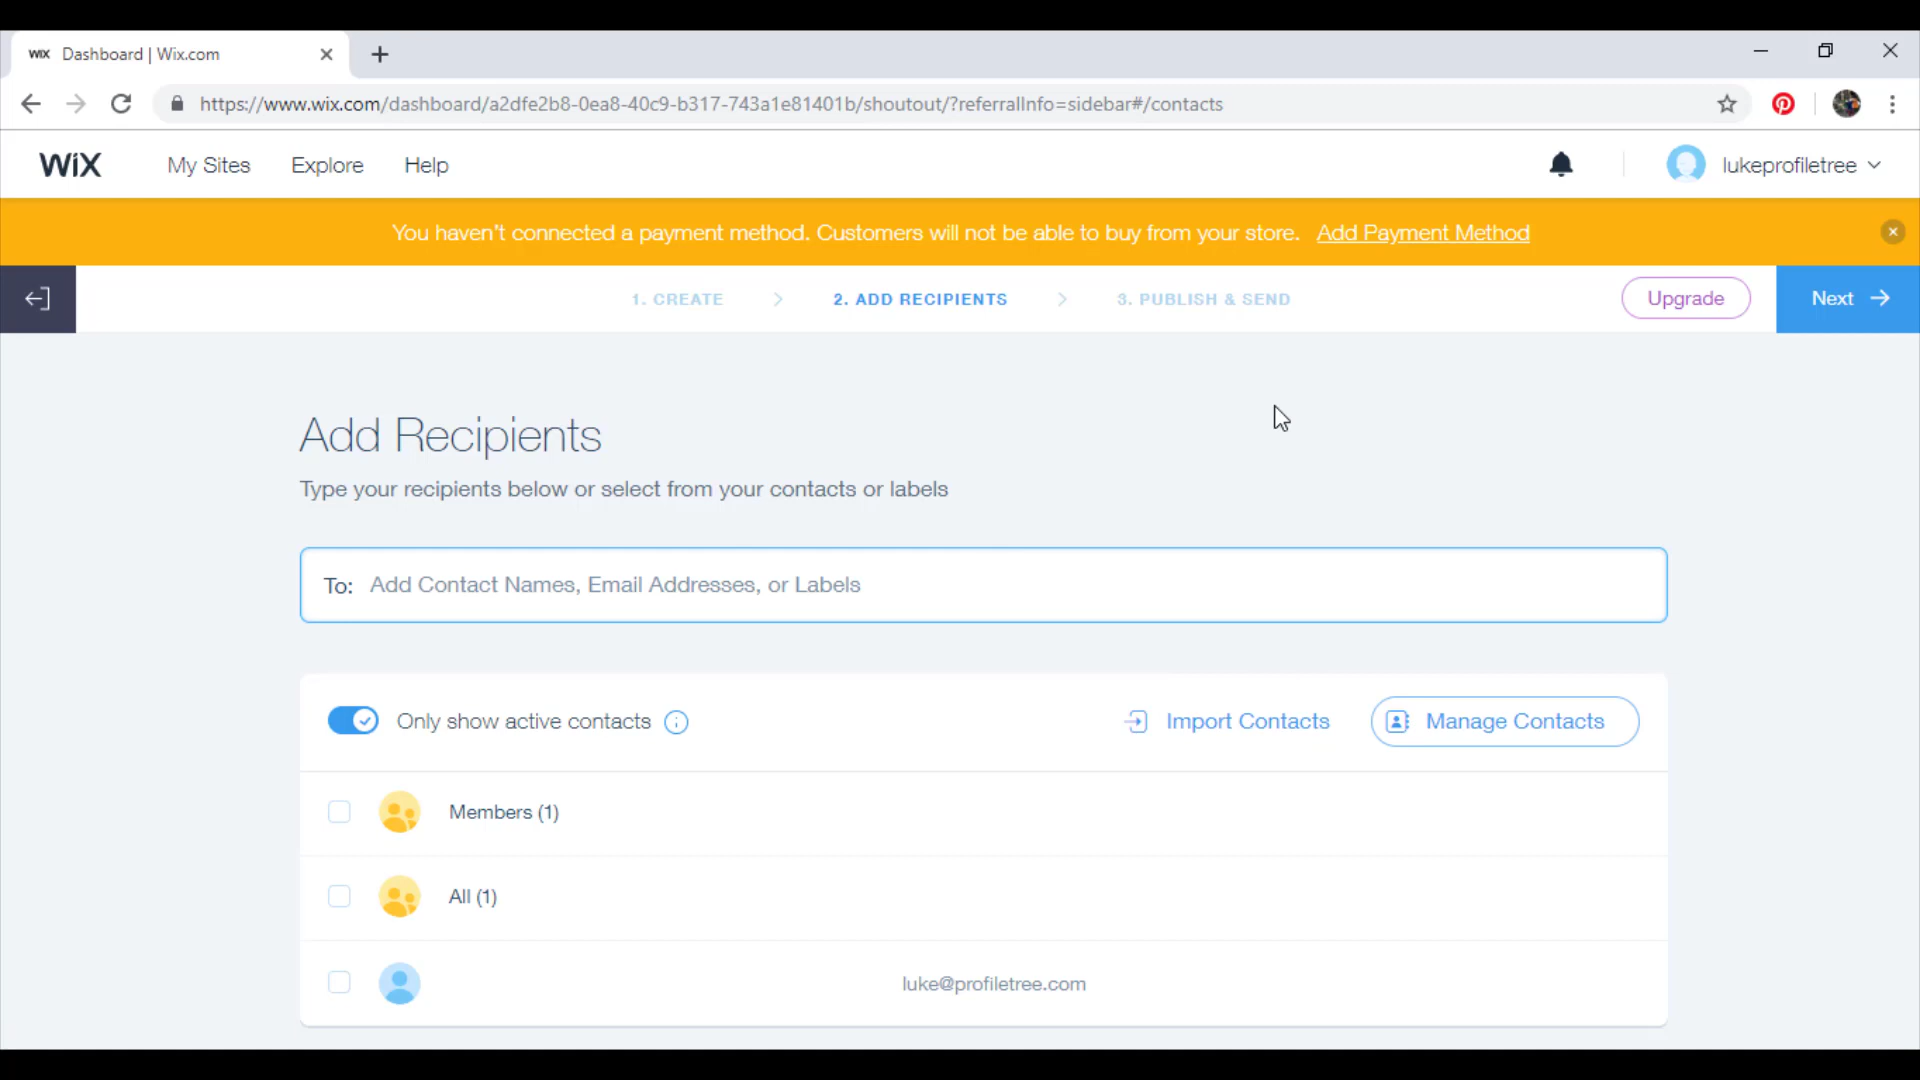 WIX Dashboard | Wix.com
https://www.wix.com/dashboard/a2dfe2b8-0ea8-40c9-b317-743a1e81401b/shoutout/?referralInfo=sidebar#/contacts
WiX My Sites Explore Help lukeprofiletree
You haven't connected a payment method. Customers will not be able to buy from your store. Add Payment Method
1. CREATE 2. ADD RECIPIENTS 3. PUBLISH & SEND Upgrade Next
Add Recipients
Type your recipients below or select from your contacts or labels
To: Add Contact Names, Email Addresses, or Labels
Only show active contacts Import Contacts Manage Contacts
Members (1)
All (1)
luke@profiletree.com